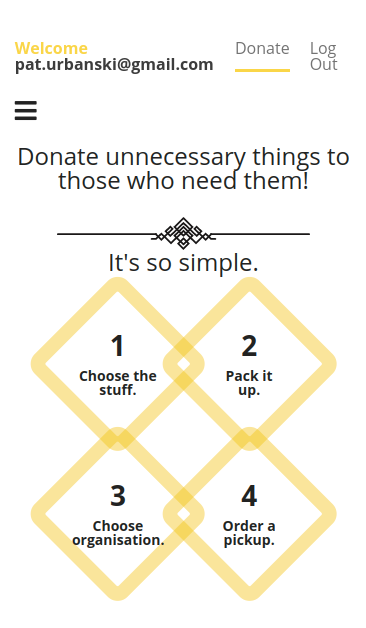 Welcome
pat.urbanski@gmail.com
Donate
Log
Out
Donate unnecessary things to
those who need them!
It's so simple.
1
Choose the
stuff.
2
Pack it
up.
3
Choose
organisation.
4
Order a
pickup.